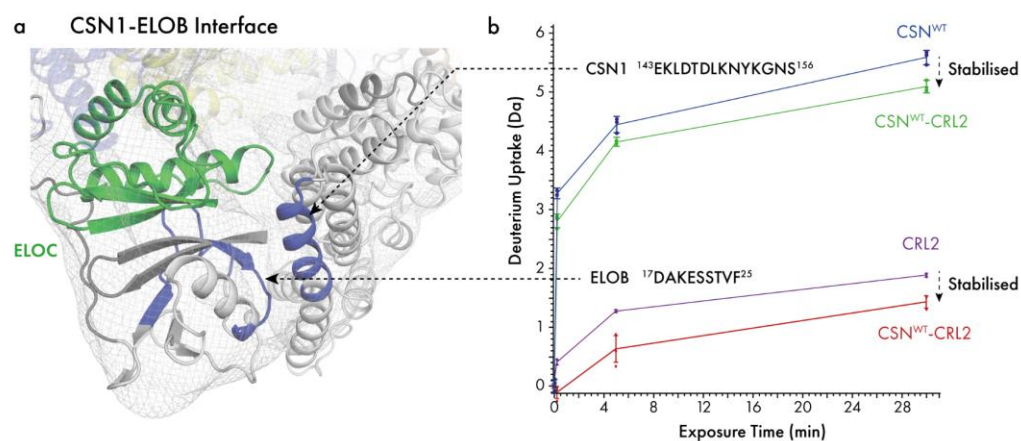 a CSN1-ELOB Interface
ELOC
CSN1 ¹⁴³EKLDTDLKNYKGNS¹⁵⁶
ELOB ¹⁷DAKESSTVF²⁵
b
Deuterium Uptake (Da)
6
5
4
3
2
1
0
CSNᵂᵀ
Stabilised
CSNᵂᵀ-CRL2
CRL2
Stabilised
CSNᵂᵀ-CRL2
0 4 8 12 16 20 24 28
Exposure Time (min)